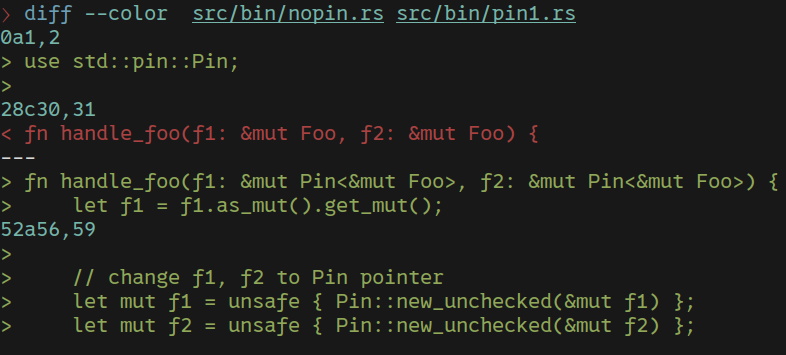 > diff --color  src/bin/nopin.rs src/bin/pin1.rs
0a1,2
> use std::pin::Pin;
>
28c30,31
< fn handle_foo(f1: &mut Foo, f2: &mut Foo) {
---
> fn handle_foo(f1: &mut Pin<&mut Foo>, f2: &mut Pin<&mut Foo>) {
>     let f1 = f1.as_mut().get_mut();
52a56,59
>
>     // change f1, f2 to Pin pointer
>     let mut f1 = unsafe { Pin::new_unchecked(&mut f1) };
>     let mut f2 = unsafe { Pin::new_unchecked(&mut f2) };